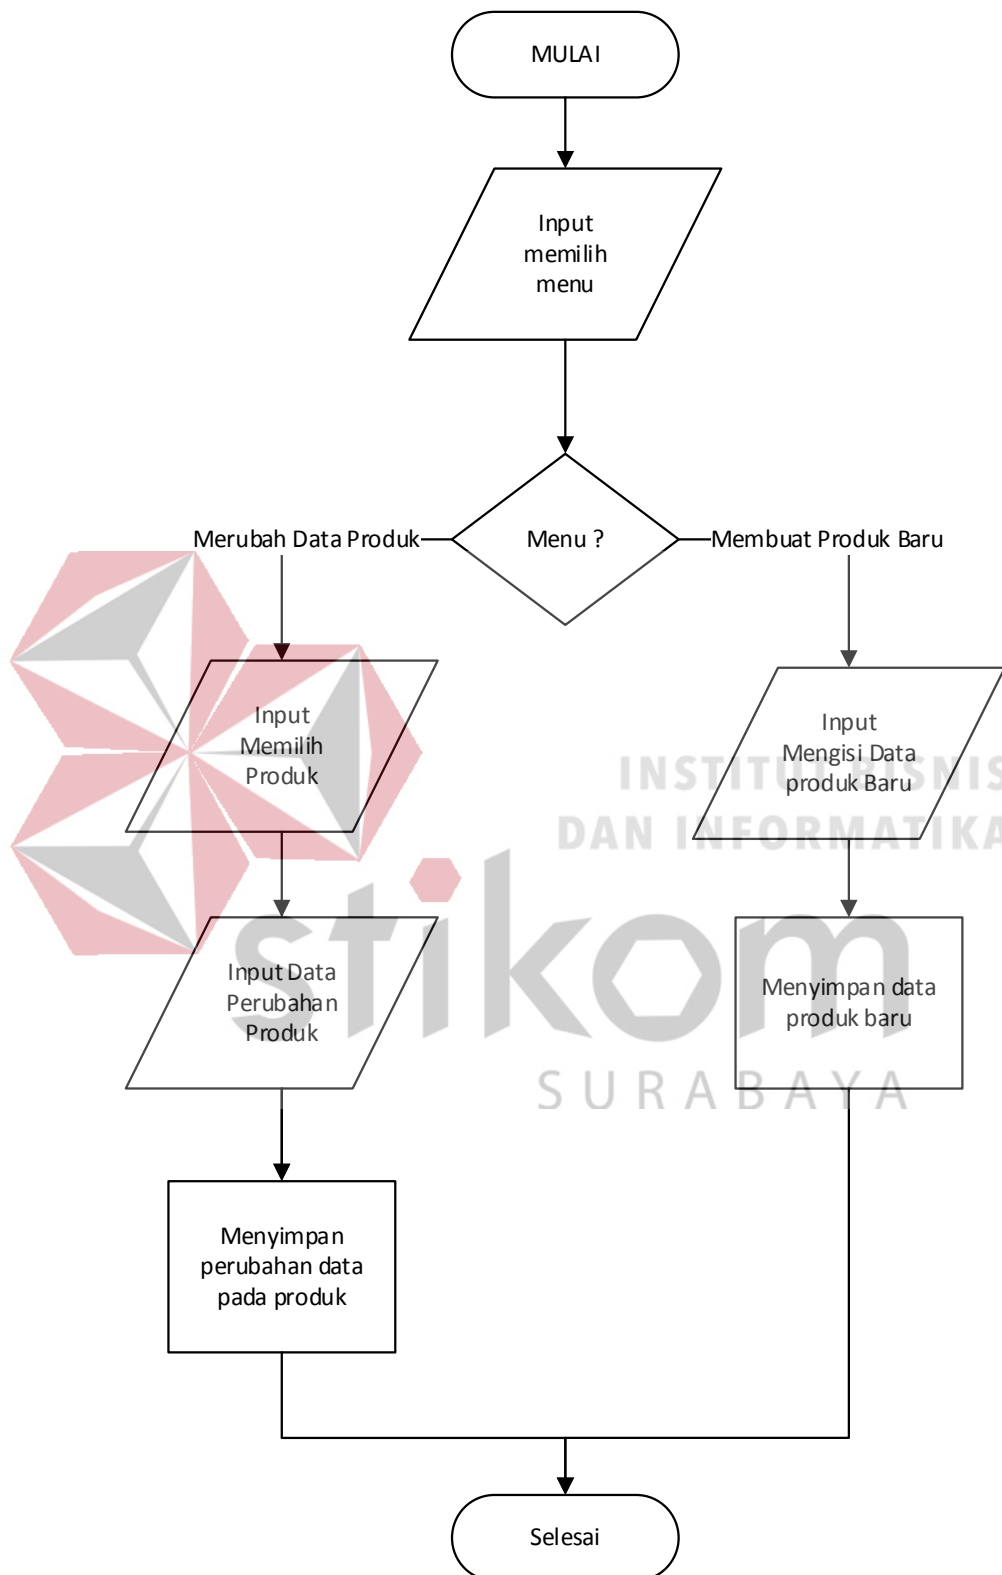 MULAI
Input
memilih
menu
Merubah Data Produk
Menu ?
Membuat Produk Baru
Input
Memilih
Produk
Input
Mengisi Data
produk Baru
INSTITUT BISNIS
DAN INFORMATIKA
stikom
SURABAYA
Input Data
Perubahan
Produk
Menyimpan data
produk baru
Menyimpan
perubahan data
pada produk
Selesai